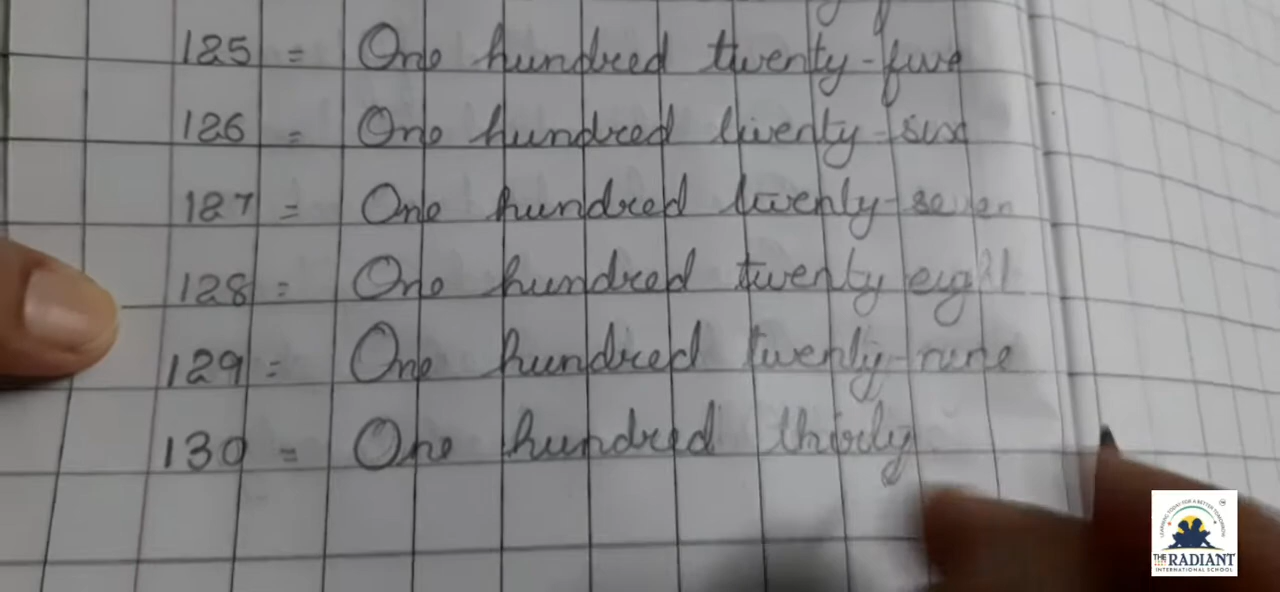 125 = One hundred twenty-five
126 = One hundred twenty-six
127 = One hundred twenty-seven
128 = One hundred twenty eight
129 = One hundred twenty-nine
130 = One hundred thirty
THE RADIANT
INTERNATIONAL SCHOOL